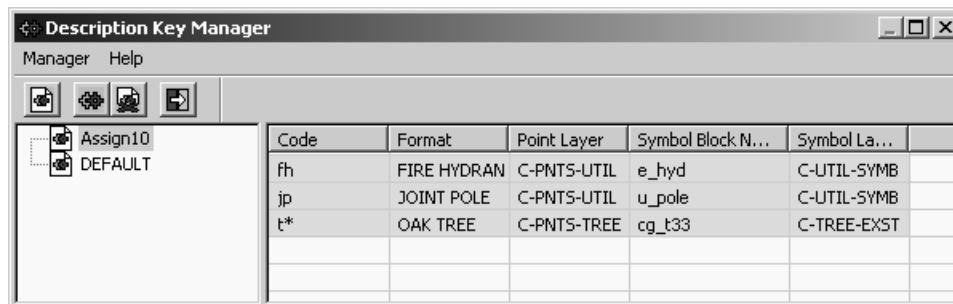 Description Key Manager
Manager Help
Assign10
DEFAULT
Code Format Point Layer Symbol Block N... Symbol La...
fh FIRE HYDRAN C-PNTS-UTIL e_hyd C-UTIL-SYMB
jp JOINT POLE C-PNTS-UTIL u_pole C-UTIL-SYMB
t* OAK TREE C-PNTS-TREE cg_t33 C-TREE-EXST